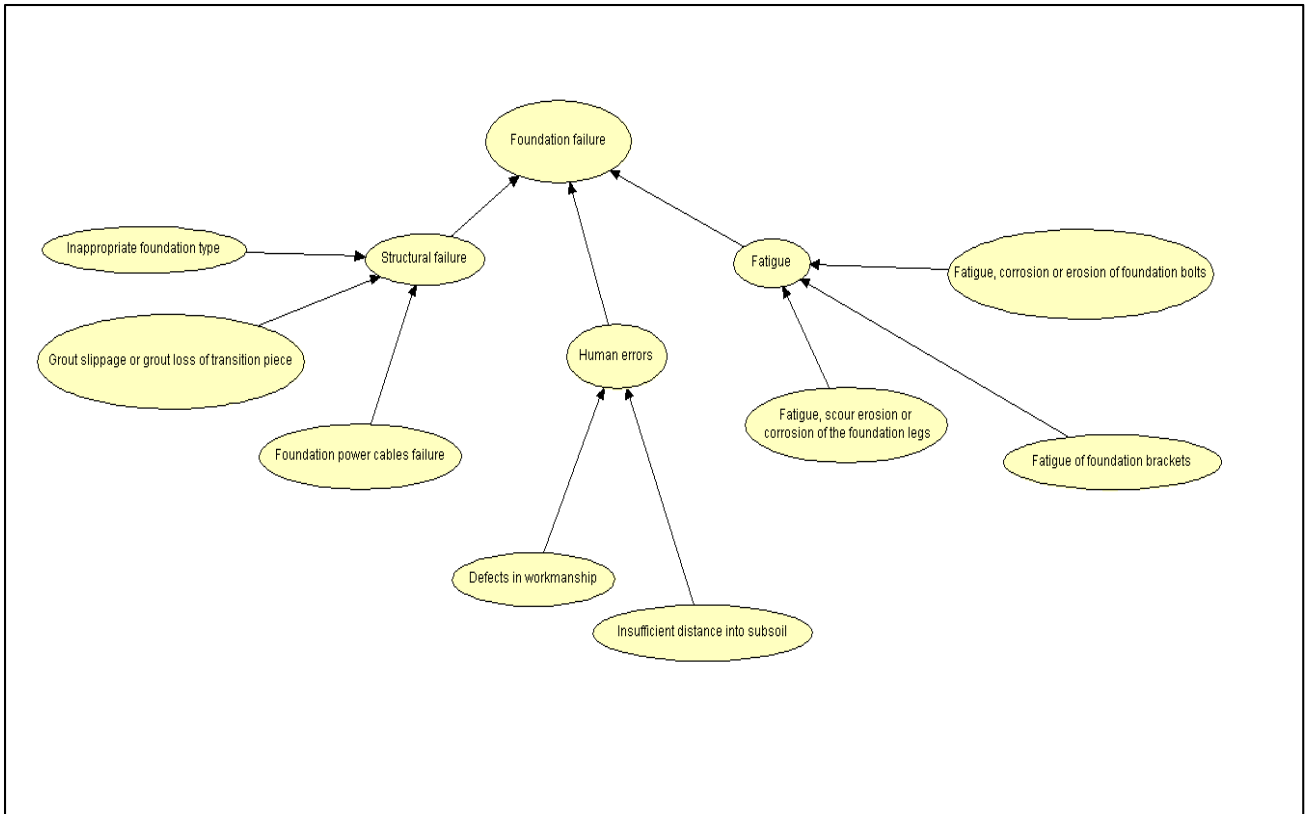 Foundation failure
Inappropriate foundation type
Structural failure
Fatigue
Fatigue, corrosion or erosion of foundation bolts
Grout slippage or grout loss of transition piece
Human errors
Fatigue, scour erosion or
corrosion of the foundation legs
Foundation power cables failure
Fatigue of foundation brackets
Defects in workmanship
Insufficient distance into subsoil